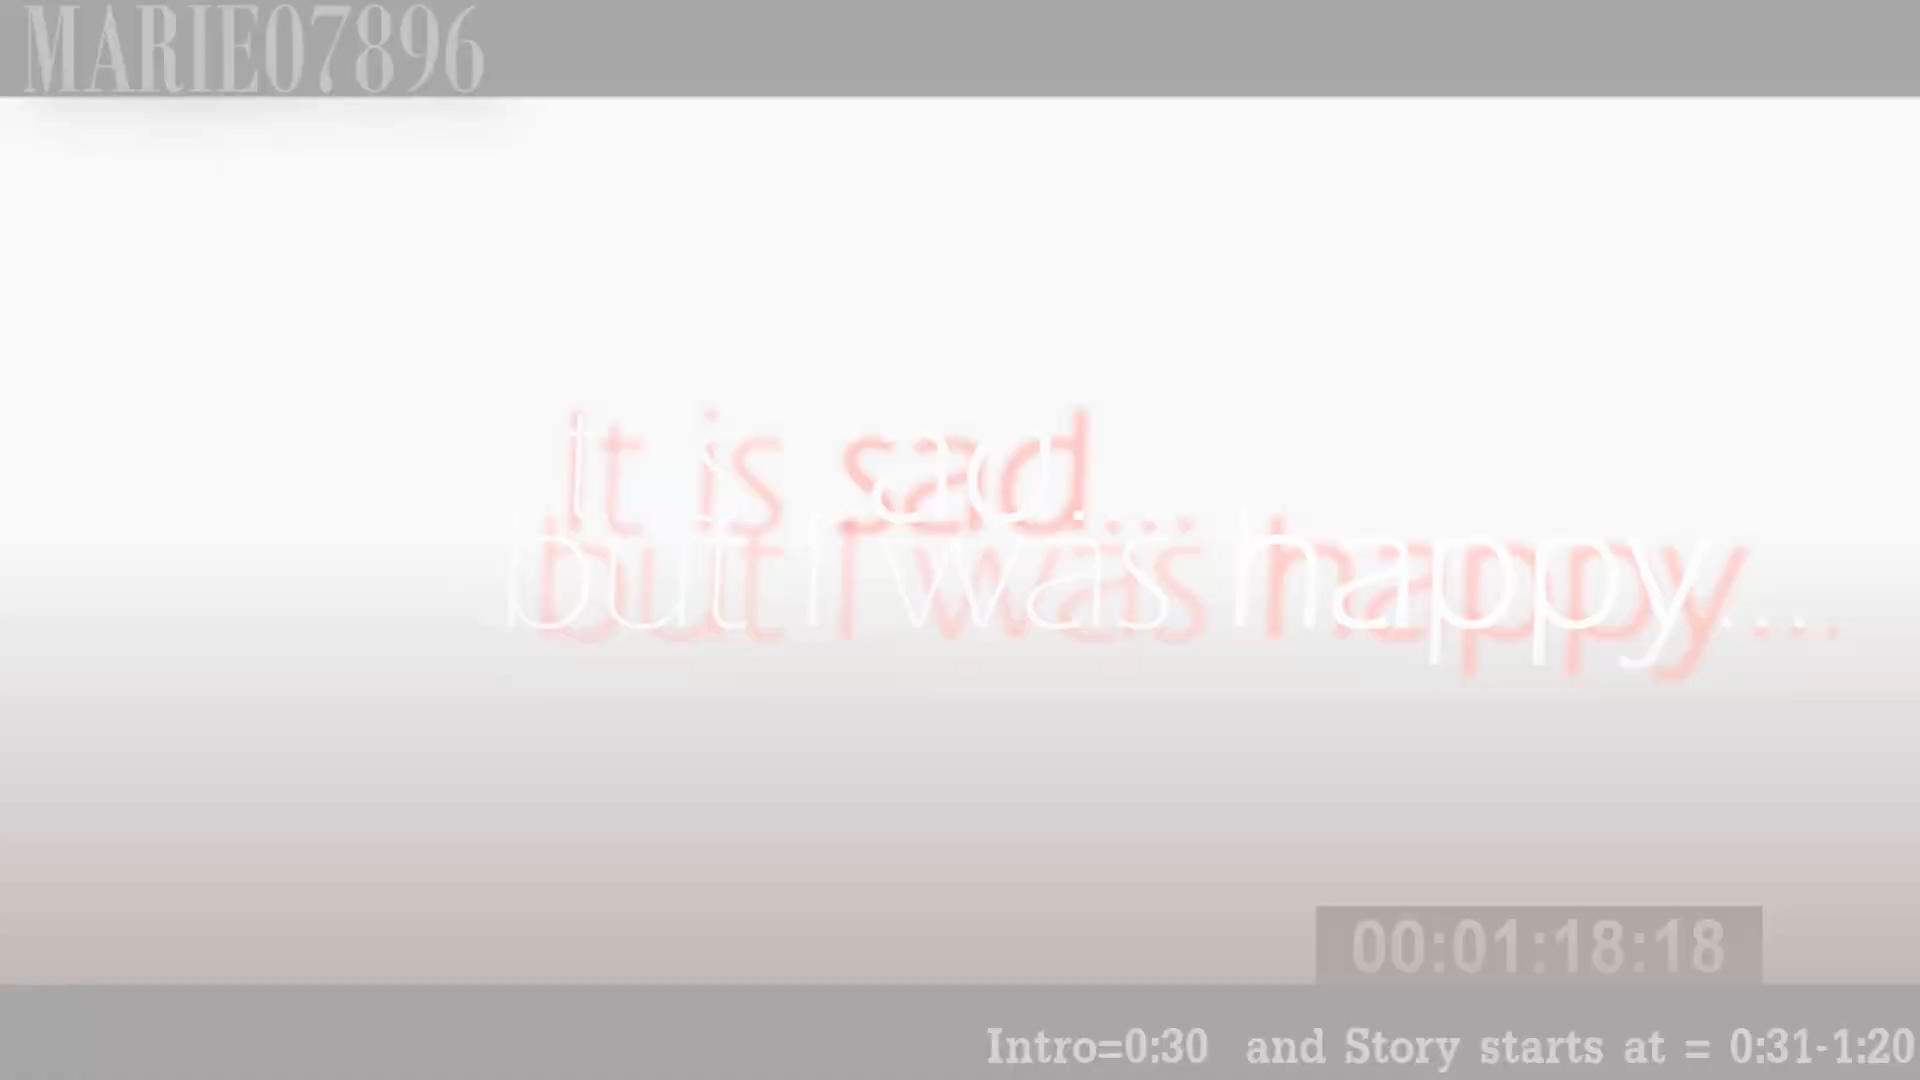 MARIE07896
It is sad...
but I was happy...
00:01:18:18
Intro=0:30 and Story starts at = 0:31-1:20